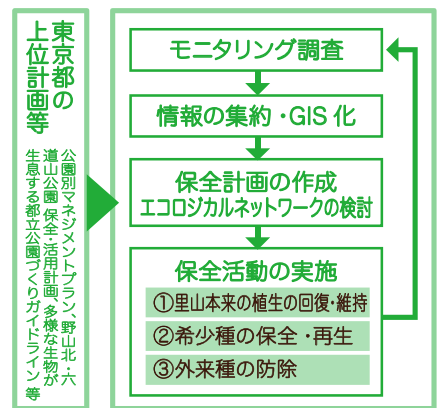 東京都の
上位計画等
公園別マネジメントプラン、野山北・六
道山公園 保全・活用計画、多様な生物が
生息する都立公園づくりガイドライン 等
モニタリング調査
情報の集約・GIS化
保全計画の作成
エコロジカルネットワークの検討
保全活動の実施
①里山本来の植生の回復・維持
②希少種の保全・再生
③外来種の防除